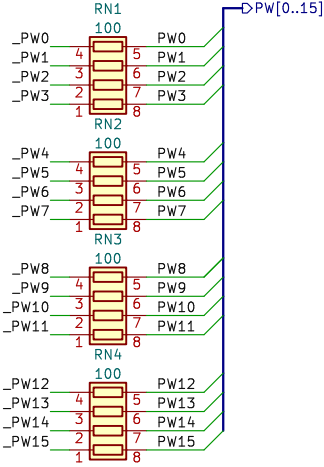 RN1
PW[0..15]
100
_PW0 PW0
4 5
_PW1 PW1
3 6
_PW2 PW2
2 7
_PW3 PW3
1 8
RN2
100
_PW4 PW4
4 5
_PW5 PW5
3 6
_PW6 PW6
2 7
_PW7 PW7
1 8
RN3
100
_PW8 PW8
4 5
_PW9 PW9
3 6
_PW10 PW10
2 7
_PW11 PW11
1 8
RN4
100
_PW12 PW12
4 5
_PW13 PW13
3 6
_PW14 PW14
2 7
_PW15 PW15
1 8